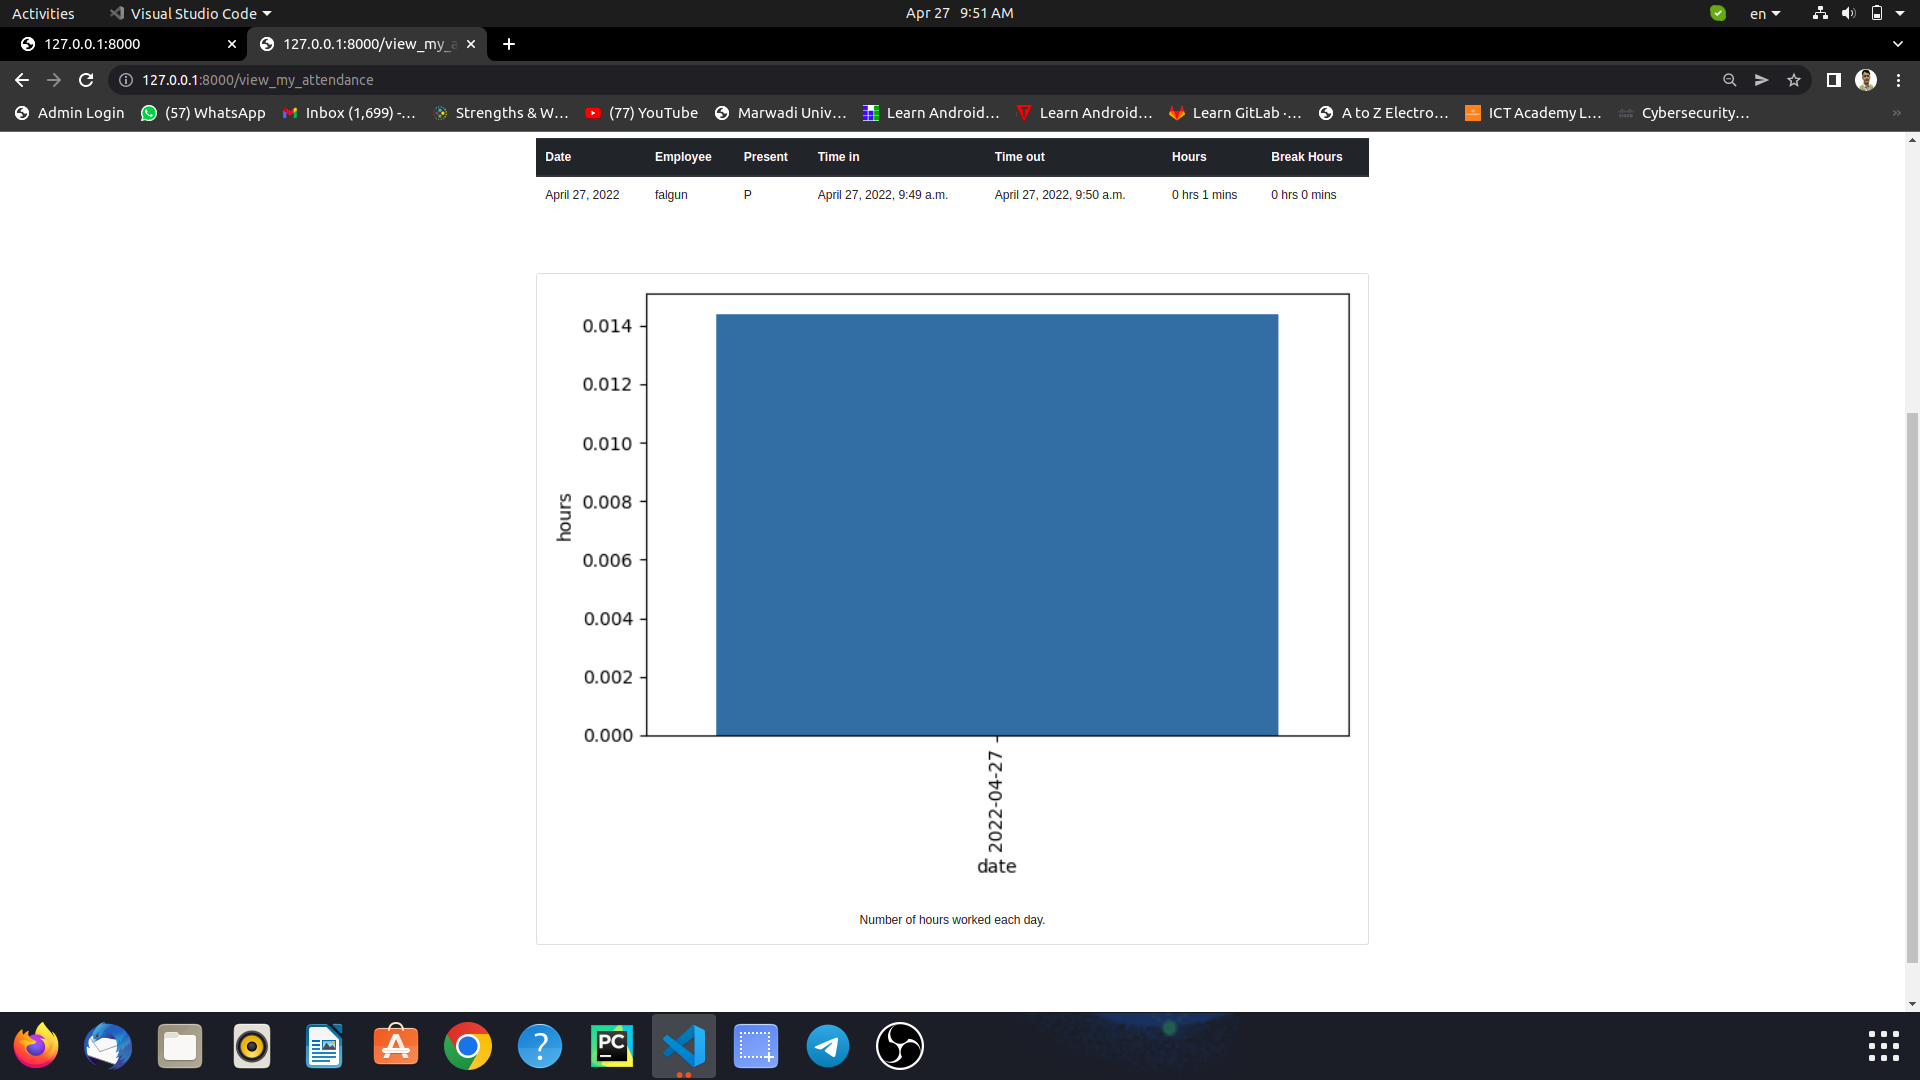 Activities Visual Studio Code Apr 27 9:51 AM en
127.0.0.1:8000 127.0.0.1:8000/view_my_a
127.0.0.1:8000/view_my_attendance
Admin Login (57) WhatsApp Inbox (1,699) -... Strengths & W... (77) YouTube Marwadi Univ... Learn Android... Learn Android... Learn GitLab ·... A to Z Electro... ICT Academy L... Cybersecurity...
Date Employee Present Time in Time out Hours Break Hours
April 27, 2022 falgun P April 27, 2022, 9:49 a.m. April 27, 2022, 9:50 a.m. 0 hrs 1 mins 0 hrs 0 mins
0.014
0.012
0.010
0.008
0.006
0.004
0.002
0.000
hours
2022-04-27
date
Number of hours worked each day.
PC